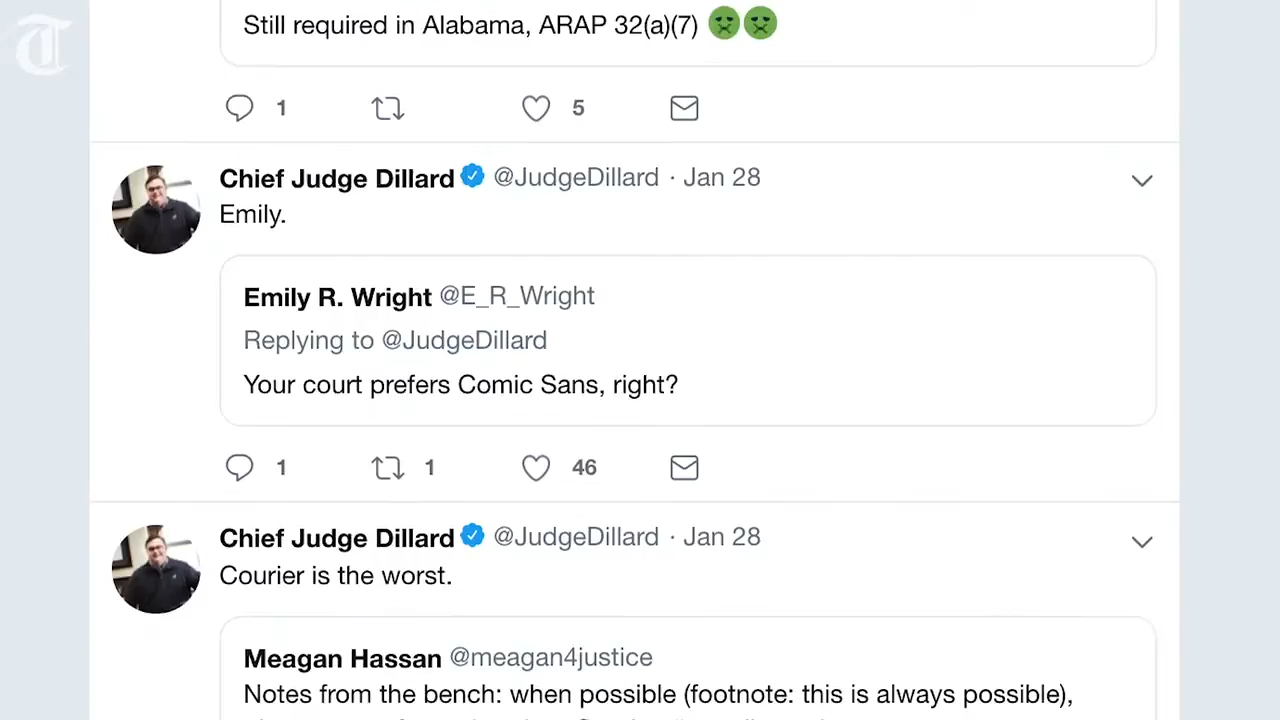 T
Still required in Alabama, ARAP 32(a)(7)
1
5
Chief Judge Dillard @JudgeDillard · Jan 28
Emily.
Emily R. Wright @E_R_Wright
Replying to @JudgeDillard
Your court prefers Comic Sans, right?
1
1
46
Chief Judge Dillard @JudgeDillard · Jan 28
Courier is the worst.
Meagan Hassan @meagan4justice
Notes from the bench: when possible (footnote: this is always possible),